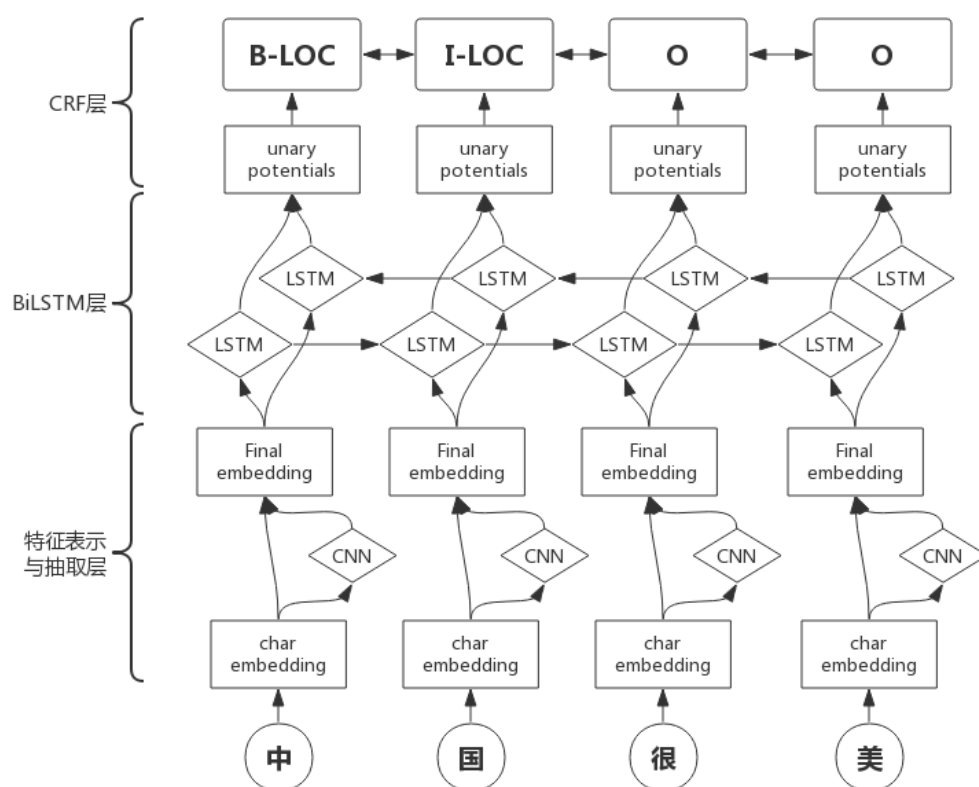 B-LOC
I-LOC
O
O
CRF层
unary
potentials
unary
potentials
unary
potentials
unary
potentials
LSTM
LSTM
LSTM
LSTM
BiLSTM层
LSTM
LSTM
LSTM
LSTM
Final
embedding
Final
embedding
Final
embedding
Final
embedding
特征表示
与抽取层
CNN
CNN
CNN
CNN
char
embedding
char
embedding
char
embedding
char
embedding
中
国
很
美